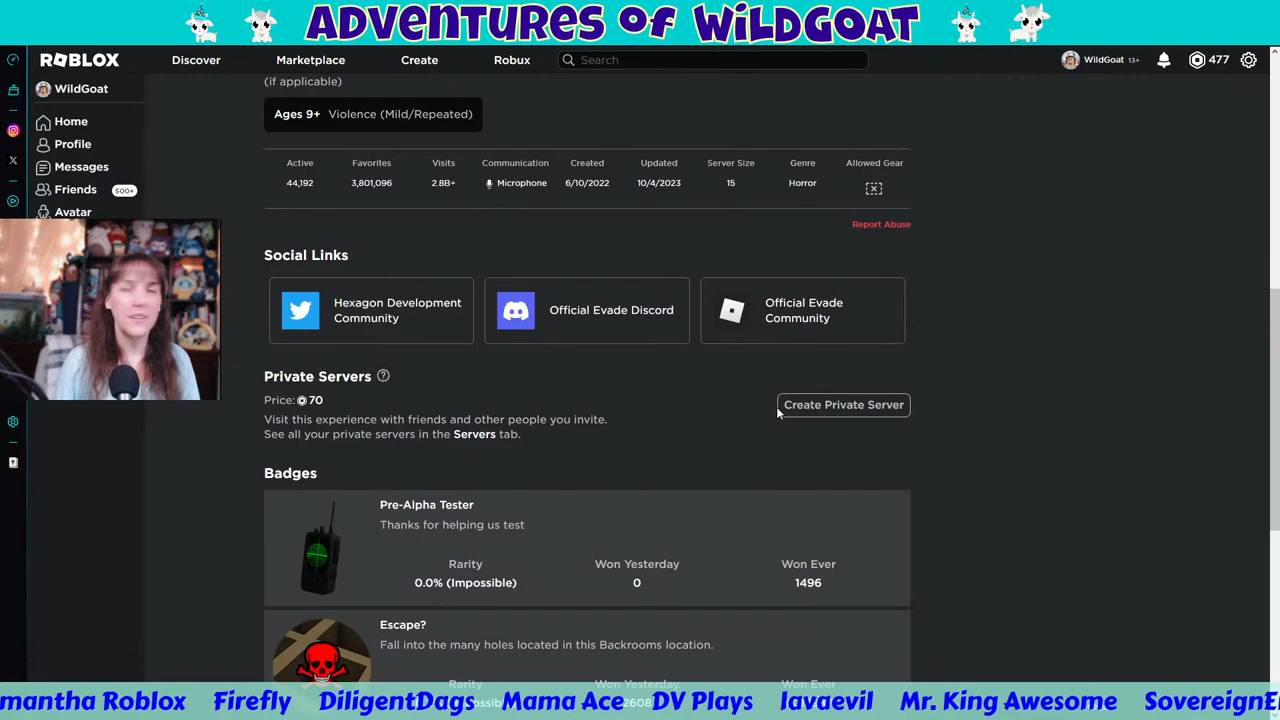 ADVENTURES OF WILDGOAT
ROBLOX
Discover
Marketplace
Create
Robux
Search
WildGoat 13+
477
WildGoat
Home
Profile
Messages
Friends
500+
Avatar
(if applicable)
Ages 9+ Violence (Mild/Repeated)
Active Favorites Visits Communication Created Updated Server Size Genre Allowed Gear
44,192 3,801,096 2.8B+ Microphone 6/10/2022 10/4/2023 15 Horror
Report Abuse
Social Links
Hexagon Development
Community
Official Evade Discord
Official Evade
Community
Private Servers
Price: 70
Create Private Server
Visit this experience with friends and other people you invite.
See all your private servers in the Servers tab.
Badges
Pre-Alpha Tester
Thanks for helping us test
Rarity Won Yesterday Won Ever
0.0% (Impossible) 0 1496
Escape?
Fall into the many holes located in this Backrooms location.
Rarity Won Yesterday Won Ever
mantha Roblox Firefly DiligentDags Mama Ace DV Plays lavaevil Mr. King Awesome SovereignE